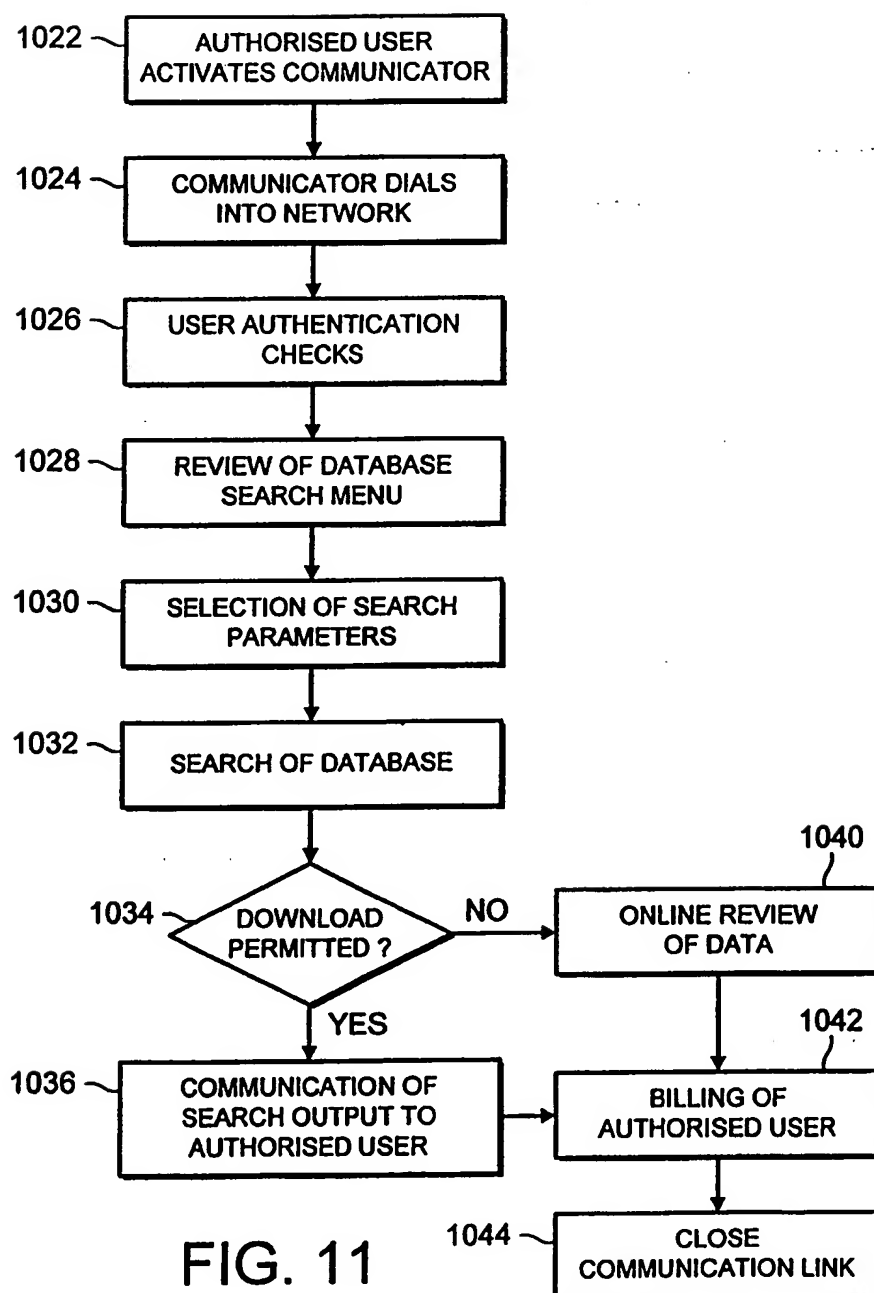 1022
AUTHORISED USER
ACTIVATES COMMUNICATOR
1024
COMMUNICATOR DIALS
INTO NETWORK
1026
USER AUTHENTICATION
CHECKS
1028
REVIEW OF DATABASE
SEARCH MENU
1030
SELECTION OF SEARCH
PARAMETERS
1032
SEARCH OF DATABASE
1034
DOWNLOAD
PERMITTED ?
NO
YES
1040
ONLINE REVIEW
OF DATA
1036
COMMUNICATION OF
SEARCH OUTPUT TO
AUTHORISED USER
1042
BILLING OF
AUTHORISED USER
1044
CLOSE
COMMUNICATION LINK
FIG. 11